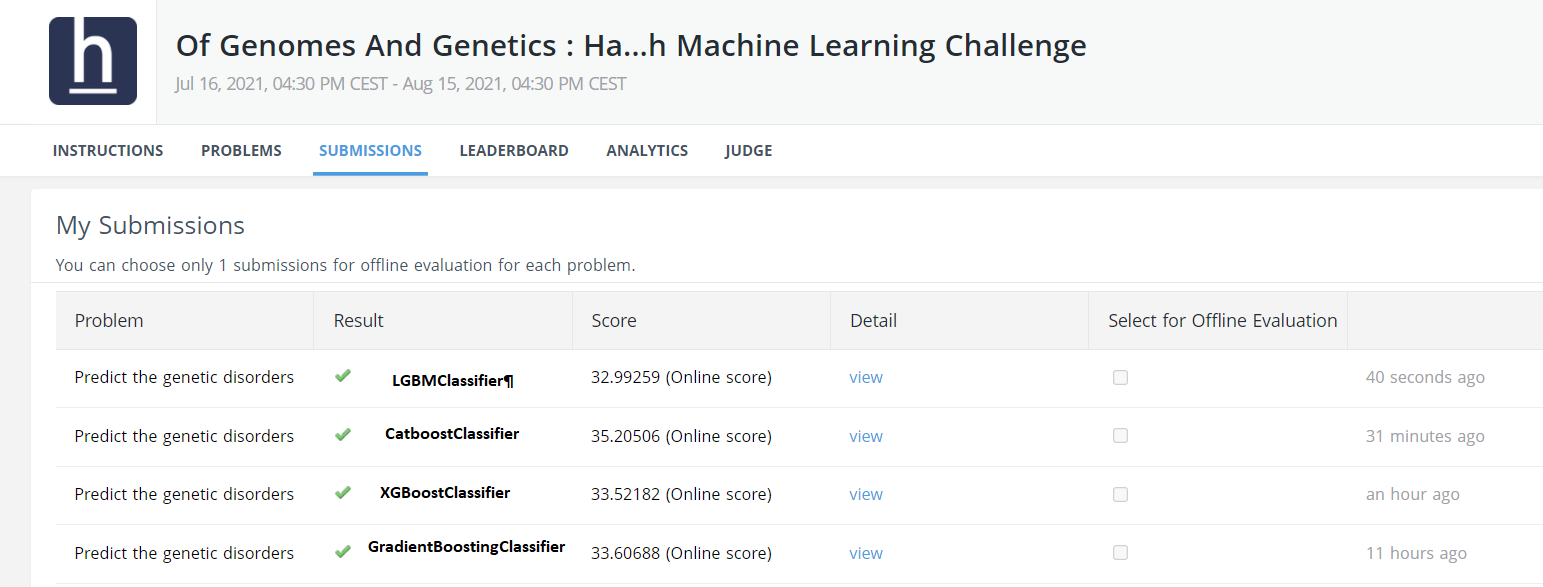 h
Of Genomes And Genetics : Ha...h Machine Learning Challenge
Jul 16, 2021, 04:30 PM CEST - Aug 15, 2021, 04:30 PM CEST
INSTRUCTIONS PROBLEMS SUBMISSIONS LEADERBOARD ANALYTICS JUDGE
My Submissions
You can choose only 1 submissions for offline evaluation for each problem.
Problem Result Score Detail Select for Offline Evaluation
Predict the genetic disorders LGBMClassifier¶ 32.99259 (Online score) view 40 seconds ago
Predict the genetic disorders CatboostClassifier 35.20506 (Online score) view 31 minutes ago
Predict the genetic disorders XGBoostClassifier 33.52182 (Online score) view an hour ago
Predict the genetic disorders GradientBoostingClassifier 33.60688 (Online score) view 11 hours ago